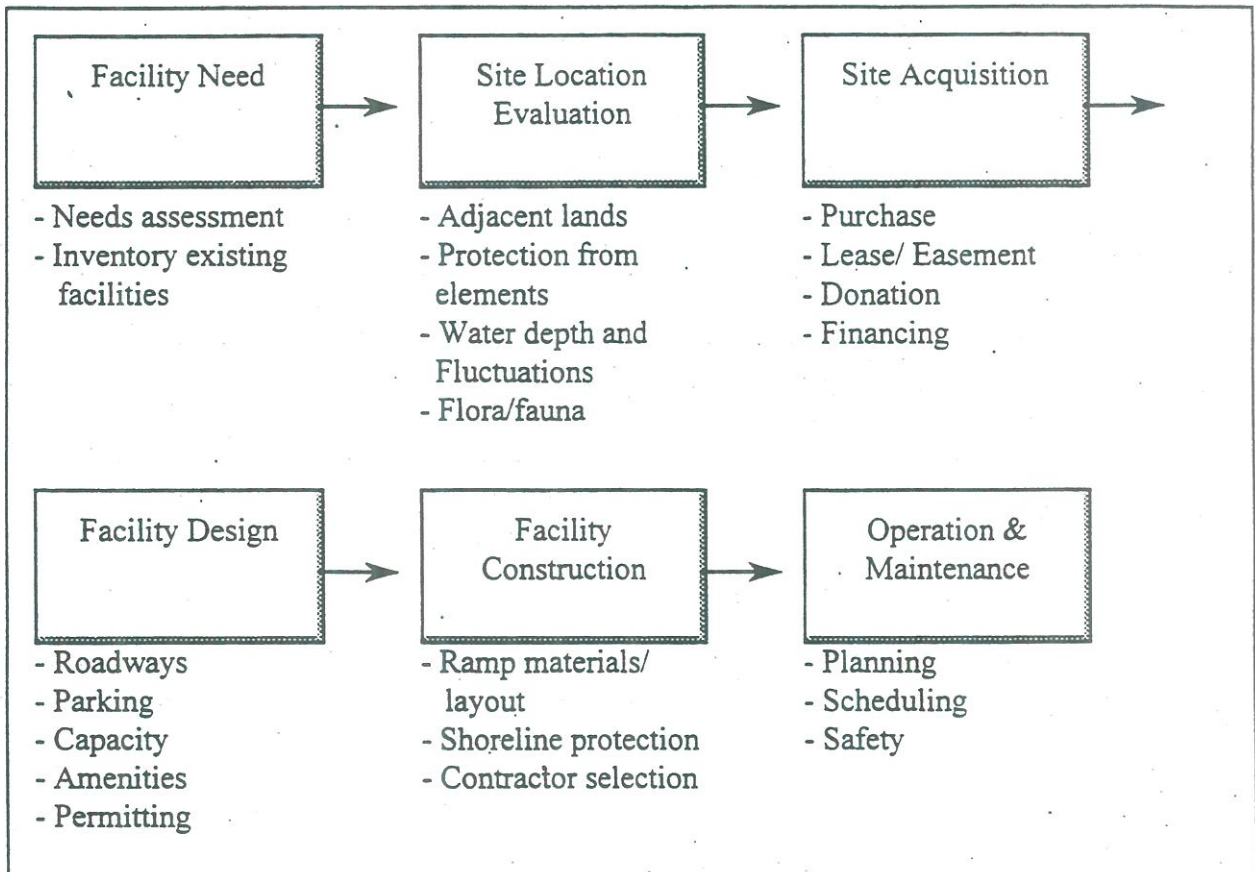 Facility Need
- Needs assessment
- Inventory existing
facilities
Site Location
Evaluation
- Adjacent lands
- Protection from
elements
- Water depth and
Fluctuations
- Flora/fauna
Site Acquisition
- Purchase
- Lease/ Easement
- Donation
- Financing
Facility Design
- Roadways
- Parking
- Capacity
- Amenities
- Permitting
Facility
Construction
- Ramp materials/
layout
- Shoreline protection
- Contractor selection
Operation &
Maintenance
- Planning
- Scheduling
- Safety